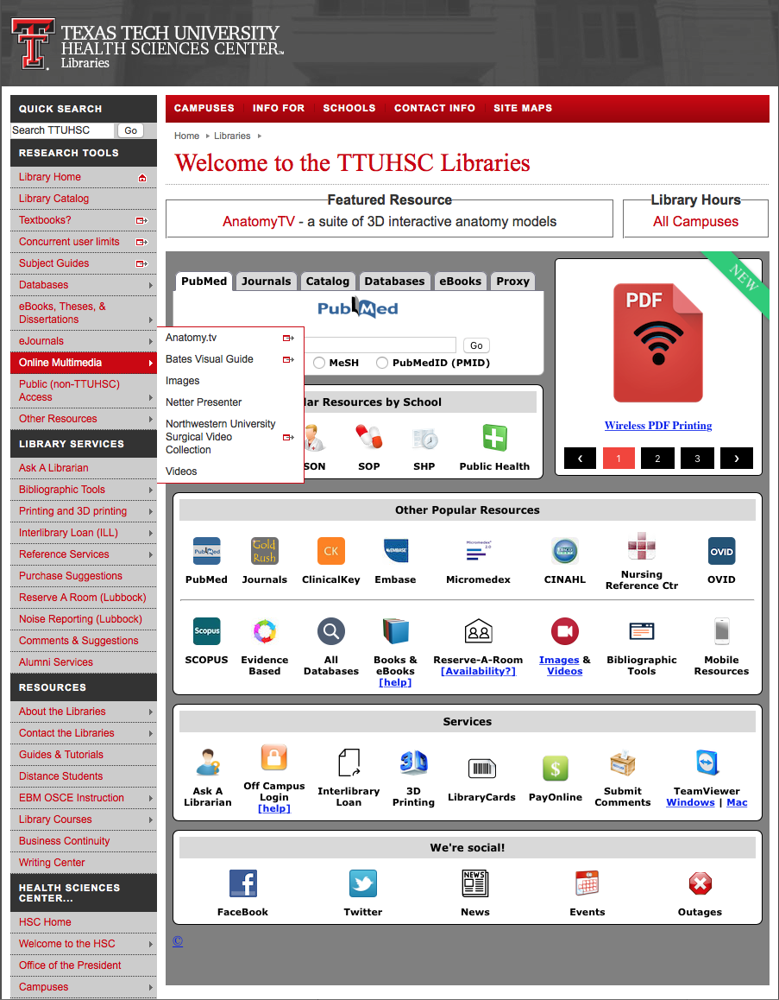 TEXAS TECH UNIVERSITY
HEALTH SCIENCES CENTER™
Libraries
QUICK SEARCH
Search TTUHSC Go
RESEARCH TOOLS
Library Home
Library Catalog
Textbooks?
Concurrent user limits
Subject Guides
Databases
eBooks, Theses, &
Dissertations
eJournals
Online Multimedia
Public (non-TTUHSC)
Access
Other Resources
LIBRARY SERVICES
Ask A Librarian
Bibliographic Tools
Printing and 3D printing
Interlibrary Loan (ILL)
Reference Services
Purchase Suggestions
Reserve A Room (Lubbock)
Noise Reporting (Lubbock)
Comments & Suggestions
Alumni Services
RESOURCES
About the Libraries
Contact the Libraries
Guides & Tutorials
Distance Students
EBM OSCE Instruction
Library Courses
Business Continuity
Writing Center
HEALTH SCIENCES
CENTER...
HSC Home
Welcome to the HSC
Office of the President
Campuses
Anatomy.tv
Bates Visual Guide
Images
Netter Presenter
Northwestern University
Surgical Video
Collection
Videos
CAMPUSES INFO FOR SCHOOLS CONTACT INFO SITE MAPS
Home Libraries
Welcome to the TTUHSC Libraries
Featured Resource
AnatomyTV - a suite of 3D interactive anatomy models
Library Hours
All Campuses
PubMed Journals Catalog Databases eBooks Proxy
PubMed
Go
MeSH PubMedID (PMID)
lar Resources by School
SON SOP SHP Public Health
NEW
PDF
Wireless PDF Printing
‹ 1 2 3 ›
Other Popular Resources
PubMed
Gold
Rush
CK
EMBASE
Micromedex
2.0
OVID
PubMed Journals ClinicalKey Embase Micromedex CINAHL Nursing
Reference Ctr OVID
Scopus
SCOPUS Evidence
Based
All
Databases
Books &
eBooks
[help]
Reserve-A-Room
[Availability?]
Images &
Videos
Bibliographic
Tools
Mobile
Resources
Services
3D
$
Ask A
Librarian
Off Campus
Login
[help]
Interlibrary
Loan
3D
Printing
LibraryCards
PayOnline
Submit
Comments
TeamViewer
Windows | Mac
We're social!
f
NEWS
FaceBook Twitter News Events Outages
©